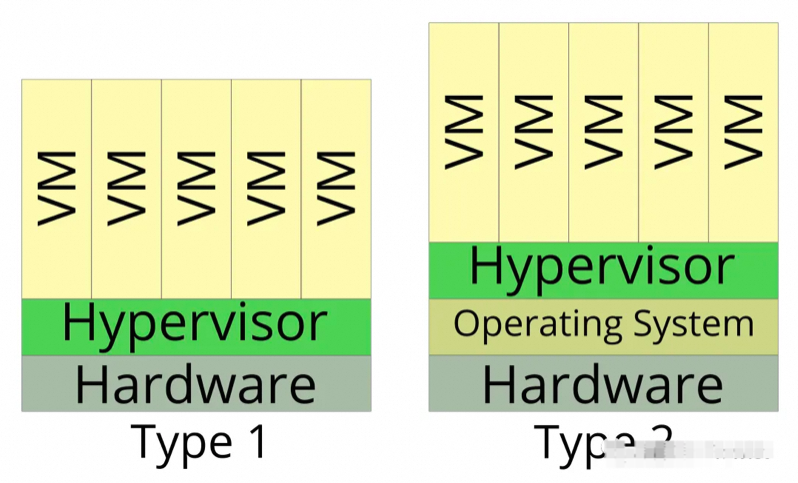 VM VM VM VM VM
Hypervisor
Hardware
Type 1
VM VM VM VM VM
Hypervisor
Operating System
Hardware
Type 2